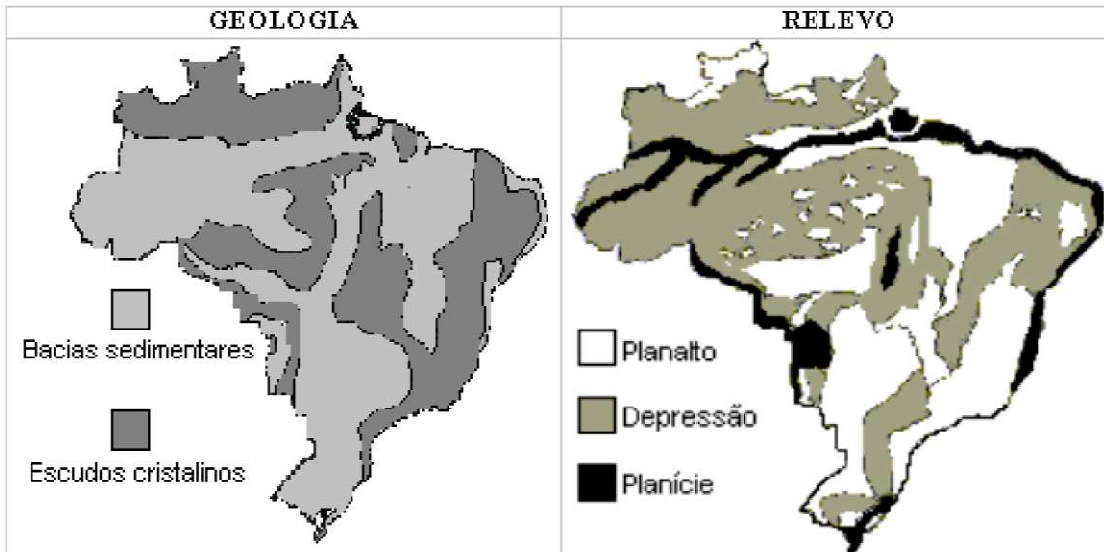 GEOLOGIA
RELEVO
Bacias sedimentares
Escudos cristalinos
Planalto
Depressão
Planície